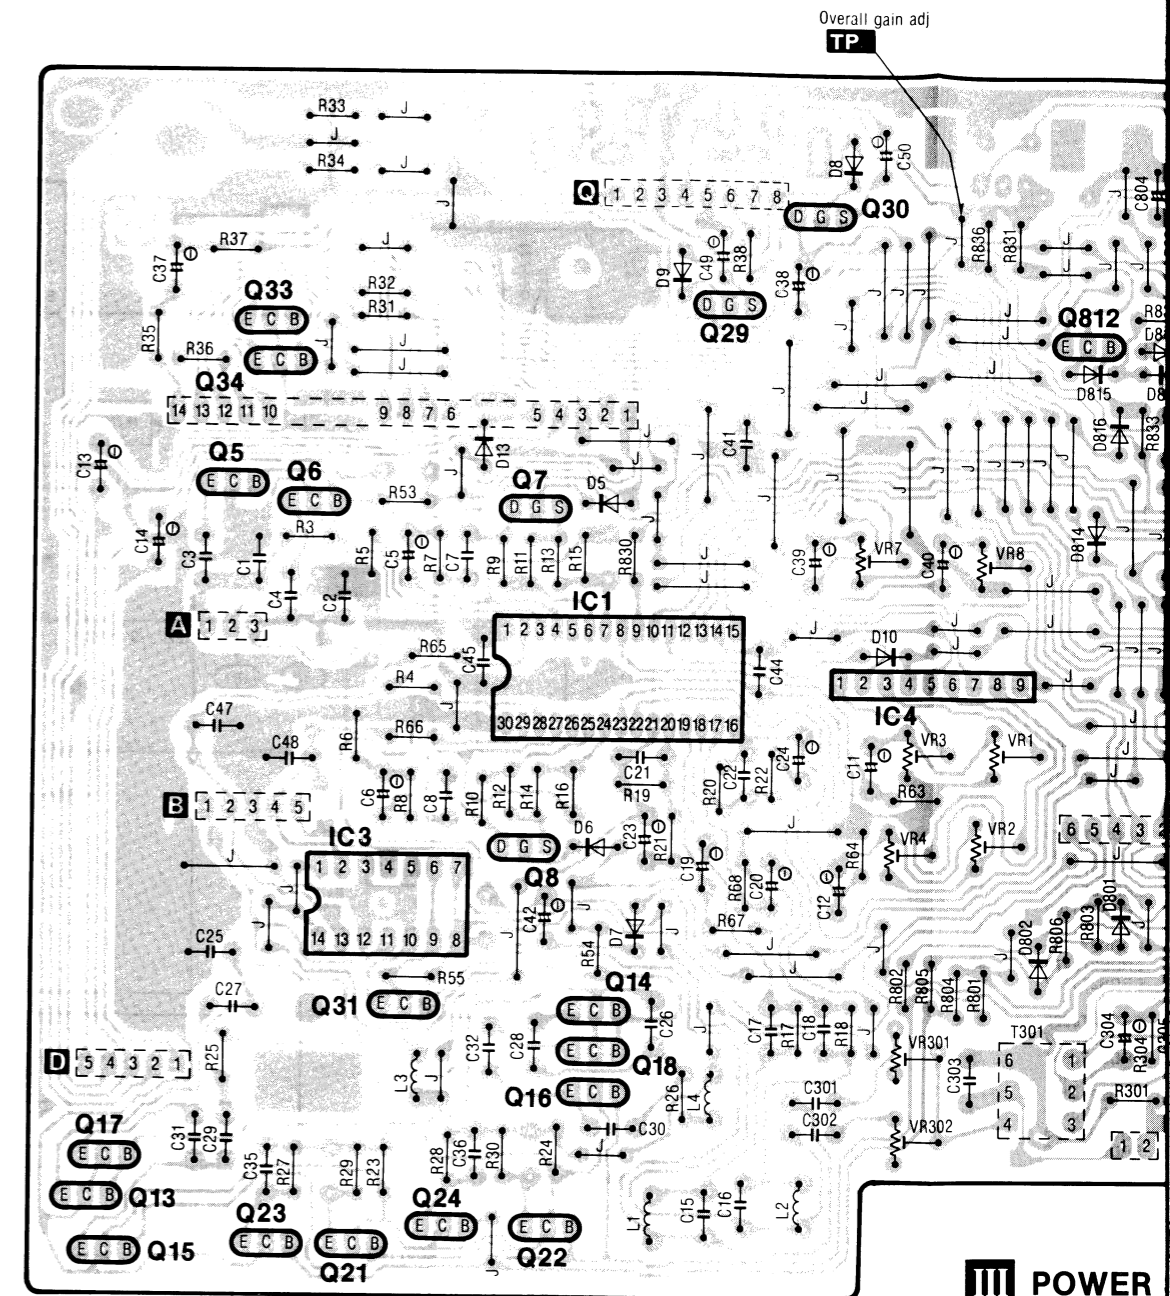 Overall gain adj
TP
R33
J
J
R34
J
D8
C50
J
C804
Q
1 2 3 4 5 6 7 8
D G S
Q30
J
R836
R831
J
J
J
R37
C37
J
D9
C49
R38
C38
J
J
J
R32
Q33
E C B
R31
D G S
Q29
J
J
Q812
E C B
R35
R36
E C B
J
J
J
J
J
J
D815
Q34
14 13 12 11 10 9 8 7 6 5 4 3 2 1
J
J
D816
R833
C13
Q5
E C B
Q6
E C B
J
D13
J
J
C41
J
R53
Q7
D G S
D5
J
J
J
J
J
J
J
J
J
J
D814
C14
C3
C1
R3
R5
C5
R7
C7
R9
R11
R13
R15
R830
J
J
C39
VR7
C40
VR8
J
C4
C2
IC1
A
1 2 3
1 2 3 4 5 6 7 8 9 10 11 12 13 14 15
J
J
J
J
J
J
R65
C45
C44
D10
R4
J
1 2 3 4 5 6 7 8 9
J
IC4
30 29 28 27 26 25 24 23 22 21 20 19 18 17 16
C47
C48
R6
R66
J
C21
R19
C24
C11
VR3
VR1
J
J
C6
R8
C8
R10
R12
R14
R16
R20
C22
R22
R63
B
1 2 3 4 5
IC3
D6
C23
R21
J
VR4
VR2
6 5 4 3 2
1 2 3 4 5 6 7
D G S
Q8
C19
R64
J
J
J
R68
C20
C12
J
J
C42
J
D801
14 13 12 11 10 9 8
J
R54
D7
J
R67
J
J
D802
R806
R803
C25
R55
J
J
R802
R805
R804
R801
C27
Q31
E C B
Q14
E C B
C26
J
C17
R17
C18
R18
J
T301
C304
R304
D
5 4 3 2 1
R25
L3
J
C32
C28
E C B
Q18
VR301
C303
6 1
5 2
4 3
Q16
E C B
R26
L4
C301
C302
R301
VR302
Q17
E C B
C31
C29
C30
J
1 2
C35
R27
R29
R23
R28
C36
R30
R24
E C B
Q13
Q23
E C B
Q24
E C B
L1
C15
C16
L2
E C B
Q15
E C B
Q21
J
E C B
Q22
POWER